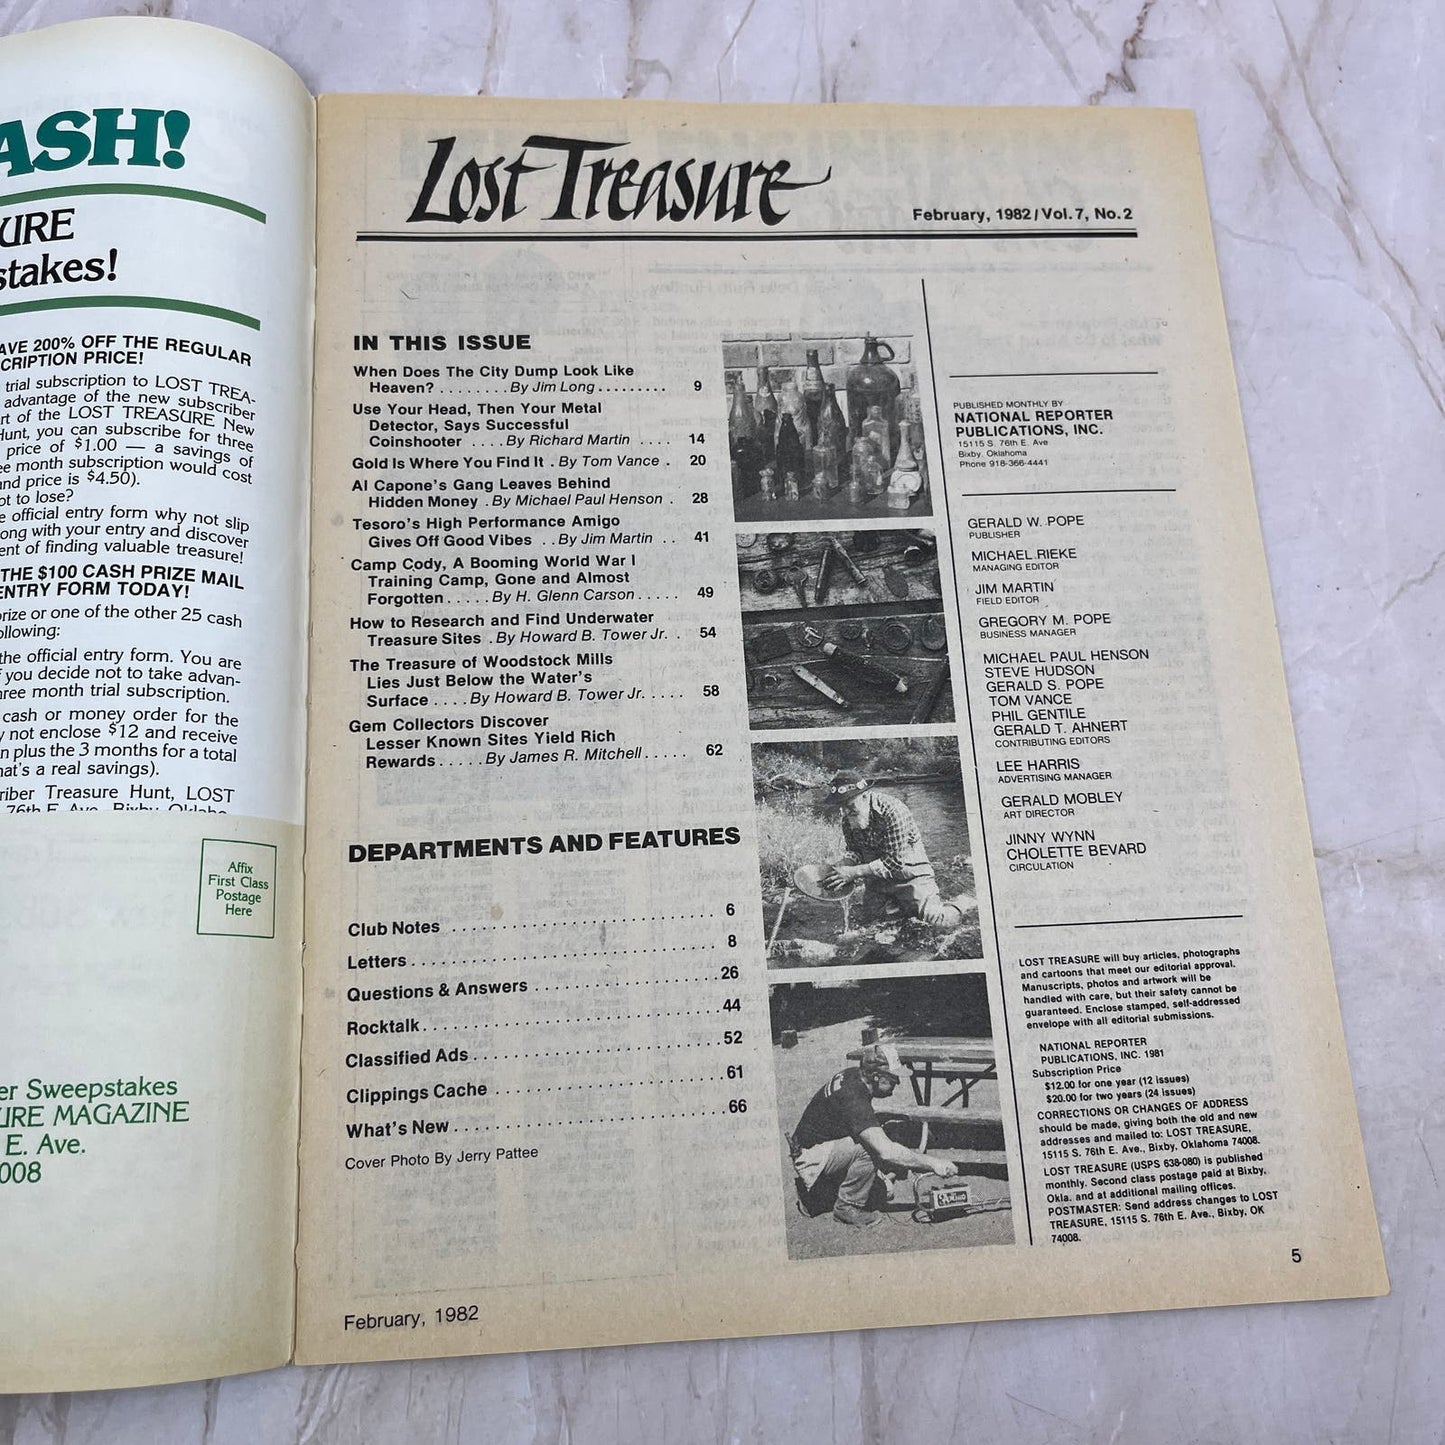 ASH!
URE
stakes!
AVE 200% OFF THE REGULAR
CRIPTION PRICE!
trial subscription to LOST TREA-
advantage of the new subscriber
rt of the LOST TREASURE New
Hunt, you can subscribe for three
price of $1.00 — a savings of
ee month subscription would cost
and price is $4.50).
ot to lose?
e official entry form why not slip
ong with your entry and discover
ent of finding valuable treasure!
THE $100 CASH PRIZE MAIL
ENTRY FORM TODAY!
prize or one of the other 25 cash
ollowing:
the official entry form. You are
f you decide not to take advan-
hree month trial subscription.
cash or money order for the
y not enclose $12 and receive
n plus the 3 months for a total
hat's a real savings).
riber Treasure Hunt, LOST
76th E. Ave., Bixby, Oklaho
Affix
First Class
Postage
Here
er Sweepstakes
URE MAGAZINE
E. Ave.
008
Lost Treasure
February, 1982/Vol. 7, No. 2
IN THIS ISSUE
When Does The City Dump Look Like
Heaven? ........ By Jim Long ......... 9
Use Your Head, Then Your Metal
Detector, Says Successful
Coinshooter .... By Richard Martin .... 14
Gold Is Where You Find It . By Tom Vance . 20
Al Capone's Gang Leaves Behind
Hidden Money . By Michael Paul Henson . 28
Tesoro's High Performance Amigo
Gives Off Good Vibes .. By Jim Martin .. 41
Camp Cody, A Booming World War I
Training Camp, Gone and Almost
Forgotten ..... By H. Glenn Carson ..... 49
How to Research and Find Underwater
Treasure Sites . By Howard B. Tower Jr. . 54
The Treasure of Woodstock Mills
Lies Just Below the Water's
Surface .... By Howard B. Tower Jr. ..... 58
Gem Collectors Discover
Lesser Known Sites Yield Rich
Rewards ..... By James R. Mitchell ..... 62
DEPARTMENTS AND FEATURES
Club Notes .......... 6
Letters .......... 8
Questions & Answers .......... 26
Rocktalk .......... 44
Classified Ads .......... 52
Clippings Cache .......... 61
What's New .......... 66
Cover Photo By Jerry Pattee
PUBLISHED MONTHLY BY
NATIONAL REPORTER
PUBLICATIONS, INC.
15115 S. 76th E. Ave
Bixby, Oklahoma
Phone 918-366-4441
GERALD W. POPE
PUBLISHER
MICHAEL RIEKE
MANAGING EDITOR
JIM MARTIN
FIELD EDITOR
GREGORY M. POPE
BUSINESS MANAGER
MICHAEL PAUL HENSON
STEVE HUDSON
GERALD S. POPE
TOM VANCE
PHIL GENTILE
GERALD T. AHNERT
CONTRIBUTING EDITORS
LEE HARRIS
ADVERTISING MANAGER
GERALD MOBLEY
ART DIRECTOR
JINNY WYNN
CHOLETTE BEVARD
CIRCULATION
LOST TREASURE will buy articles, photographs
and cartoons that meet our editorial approval.
Manuscripts, photos and artwork will be
handled with care, but their safety cannot be
guaranteed. Enclose stamped, self-addressed
envelope with all editorial submissions.
NATIONAL REPORTER
PUBLICATIONS, INC. 1981
Subscription Price
$12.00 for one year (12 issues)
$20.00 for two years (24 issues)
CORRECTIONS OR CHANGES OF ADDRESS
should be made, giving both the old and new
addresses and mailed to: LOST TREASURE,
15115 S. 76th E. Ave., Bixby, Oklahoma 74008.
LOST TREASURE (USPS 638-080) is published
monthly. Second class postage paid at Bixby,
Okla. and at additional mailing offices.
POSTMASTER: Send address changes to LOST
TREASURE, 15115 S. 76th E. Ave., Bixby, OK
74008.
February, 1982
5